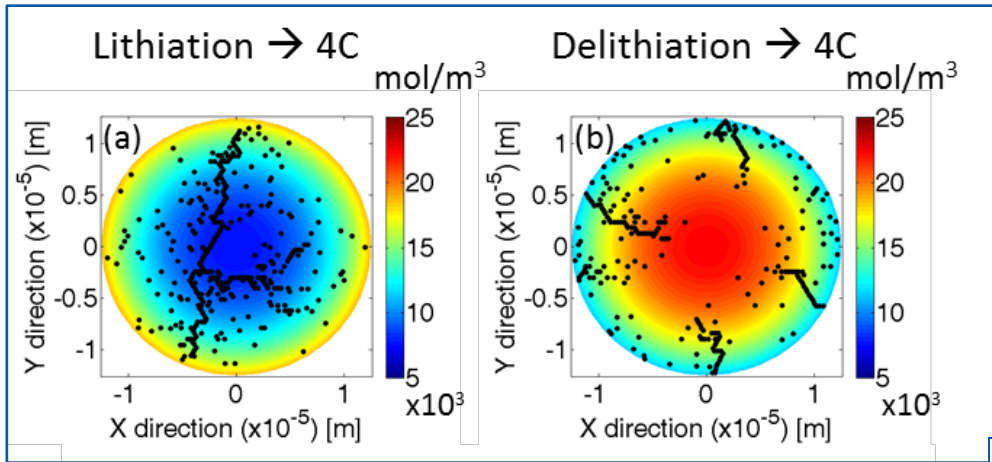 Lithiation → 4C
mol/m³
(a)
25
20
15
10
5
x10³
Y direction (x10⁻⁵) [m]
1
0.5
0
-0.5
-1
-1
0
1
X direction (x10⁻⁵) [m]
Delithiation → 4C
mol/m³
(b)
25
20
15
10
5
x10³
Y direction (x10⁻⁵) [m]
1
0.5
0
-0.5
-1
-1
0
1
X direction (x10⁻⁵) [m]